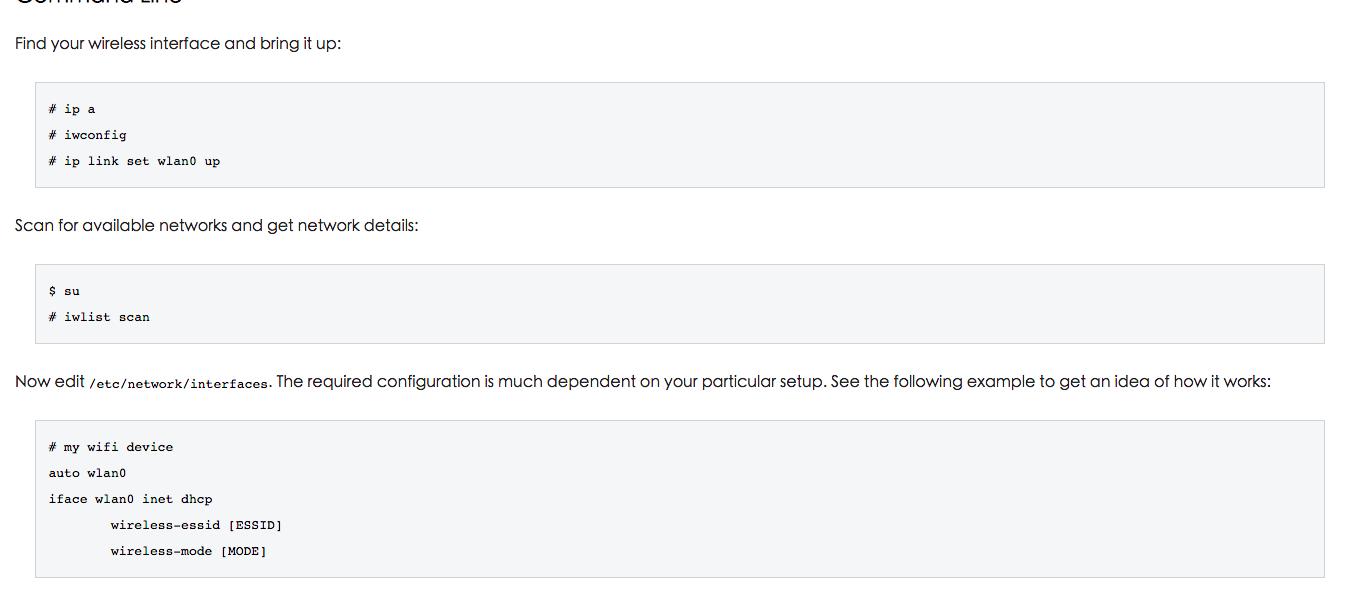 Command Line
Find your wireless interface and bring it up:
# ip a
# iwconfig
# ip link set wlan0 up
Scan for available networks and get network details:
$ su
# iwlist scan
Now edit /etc/network/interfaces. The required configuration is much dependent on your particular setup. See the following example to get an idea of how it works:
# my wifi device
auto wlan0
iface wlan0 inet dhcp
        wireless-essid [ESSID]
        wireless-mode [MODE]